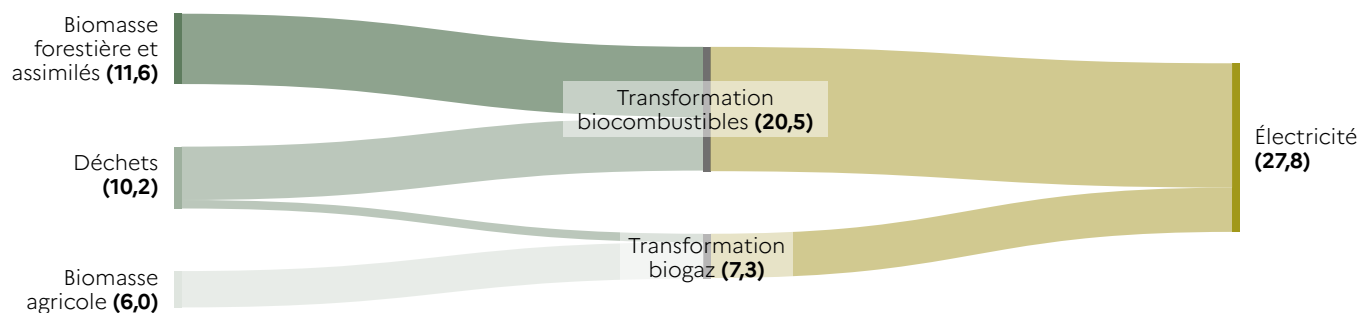 Biomasse
forestière et
assimilés (11,6)
Transformation
biocombustibles (20,5)
Électricité
(27,8)
Déchets
(10,2)
Transformation
biogaz (7,3)
Biomasse
agricole (6,0)